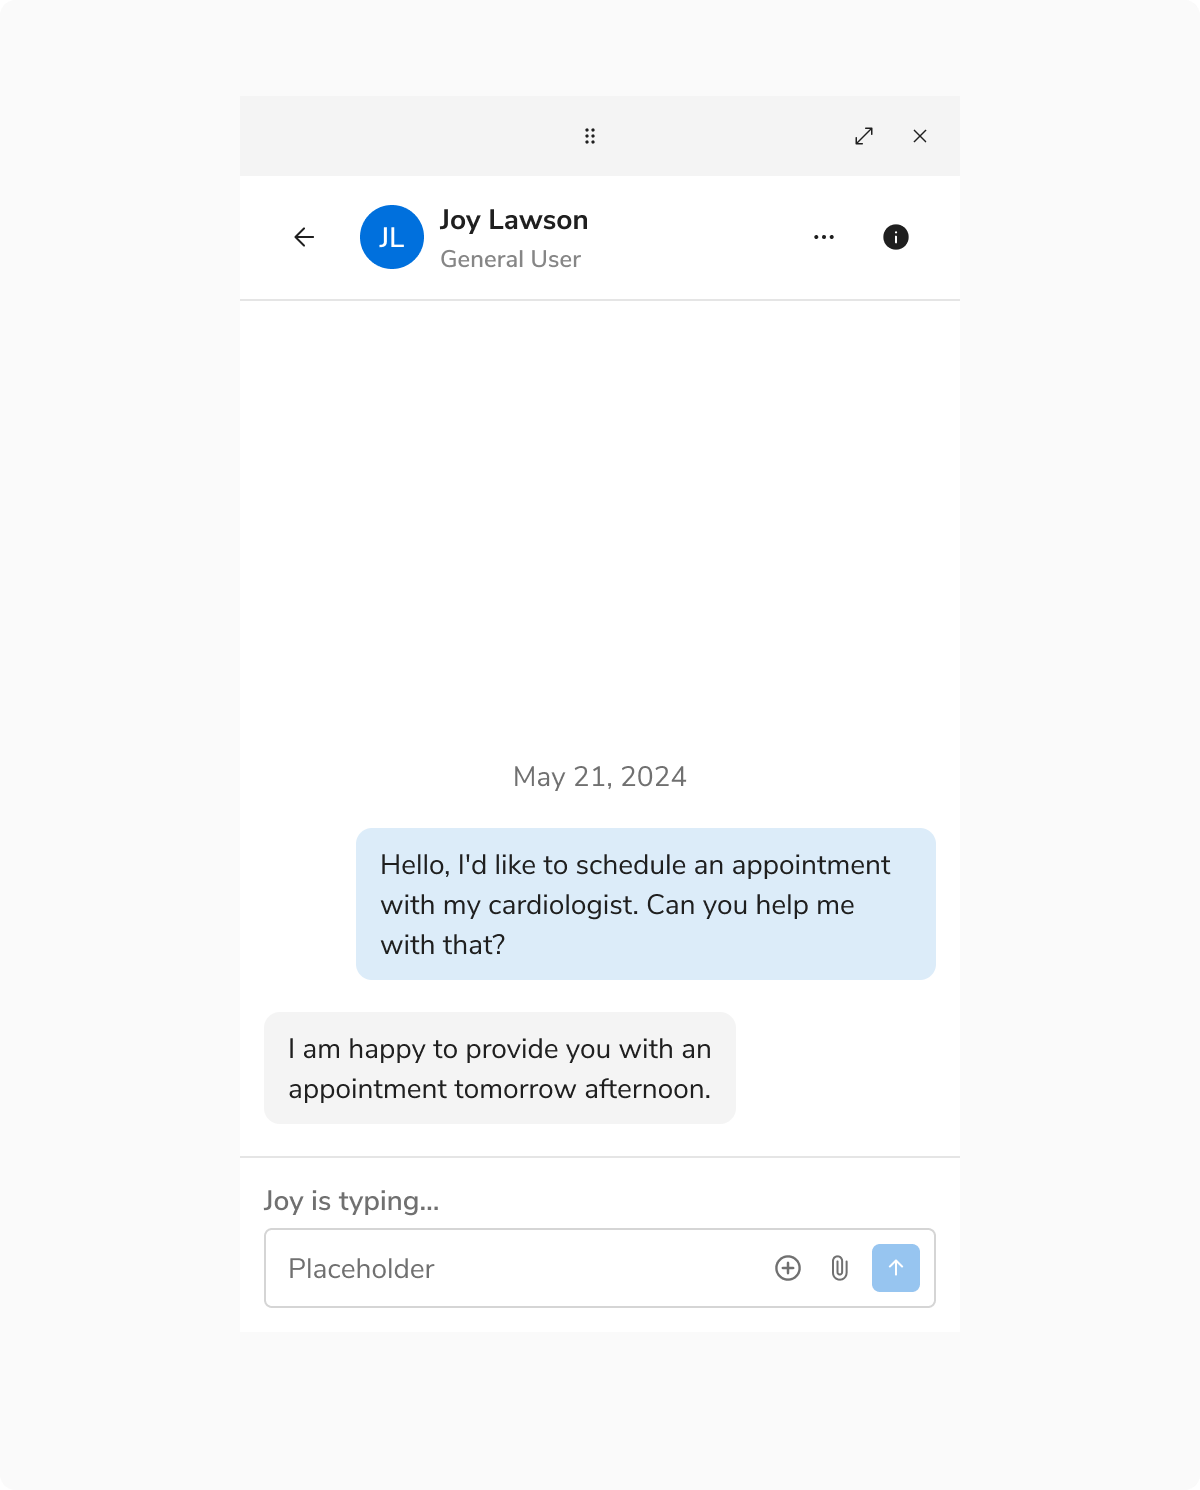 JL
Joy Lawson
General User
May 21, 2024
Hello, I'd like to schedule an appointment
with my cardiologist. Can you help me
with that?
I am happy to provide you with an
appointment tomorrow afternoon.
Joy is typing...
Placeholder